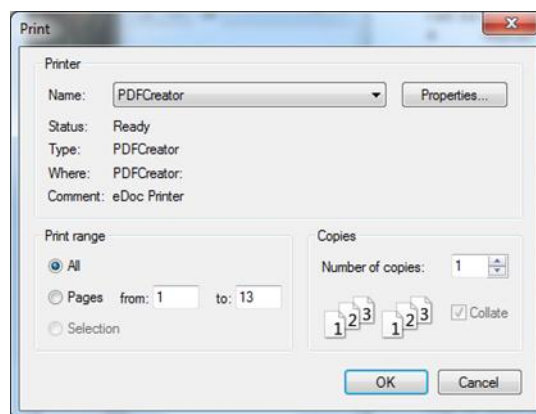 Print
Printer
Name: PDFCreator Properties...
Status: Ready
Type: PDFCreator
Where: PDFCreator:
Comment: eDoc Printer
Print range
All
Pages from: 1 to: 13
Selection
Copies
Number of copies: 1
1 2 3 1 2 3 Collate
OK Cancel